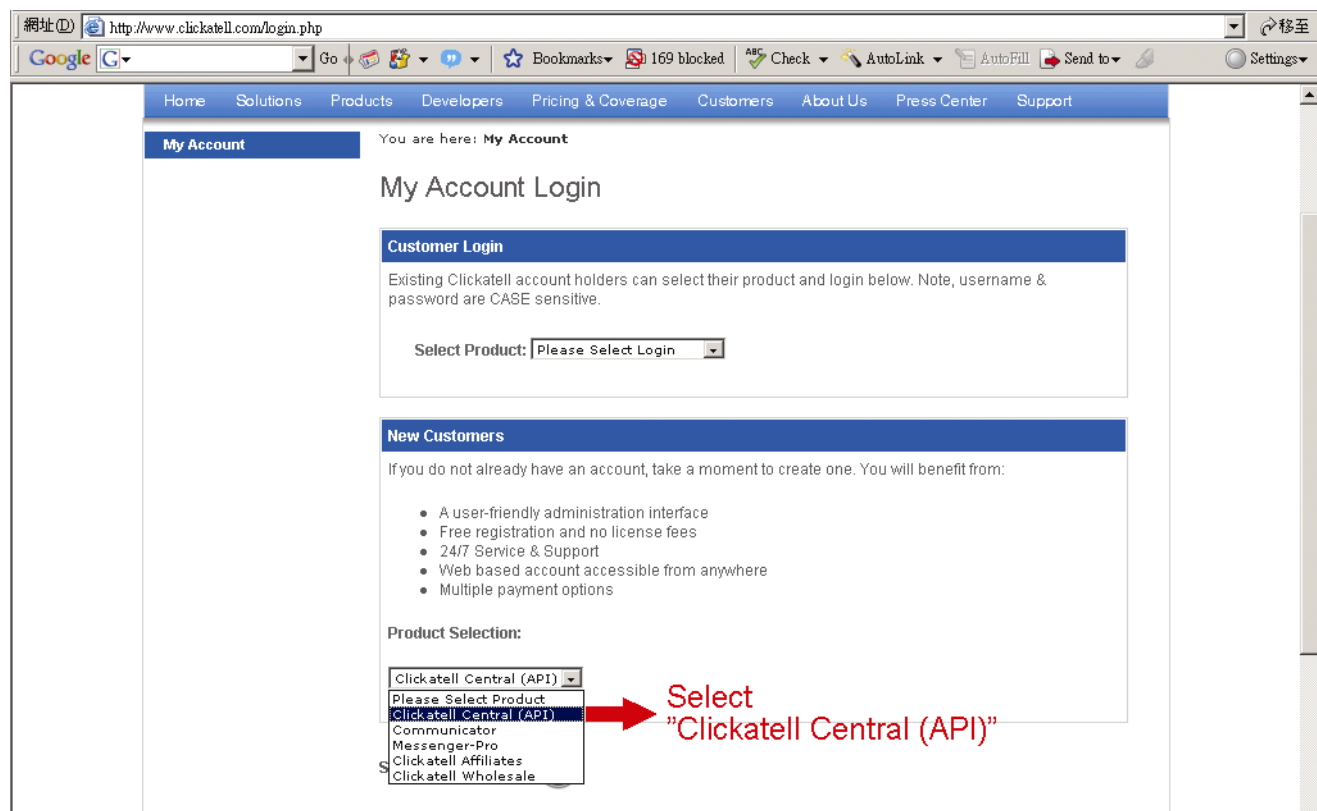 網址(D) http://www.clickatell.com/login.php 移至
Google G Go Bookmarks 169 blocked ABC Check AutoLink AutoFill Send to Settings
Home Solutions Products Developers Pricing & Coverage Customers About Us Press Center Support
My Account
You are here: My Account
My Account Login
Customer Login
Existing Clickatell account holders can select their product and login below. Note, username &
password are CASE sensitive.
Select Product: Please Select Login
New Customers
If you do not already have an account, take a moment to create one. You will benefit from:
A user-friendly administration interface
Free registration and no license fees
24/7 Service & Support
Web based account accessible from anywhere
Multiple payment options
Product Selection:
Clickatell Central (API)
Please Select Product
Clickatell Central (API)
Communicator
Messenger-Pro
Clickatell Affiliates
Clickatell Wholesale
Select
"Clickatell Central (API)"